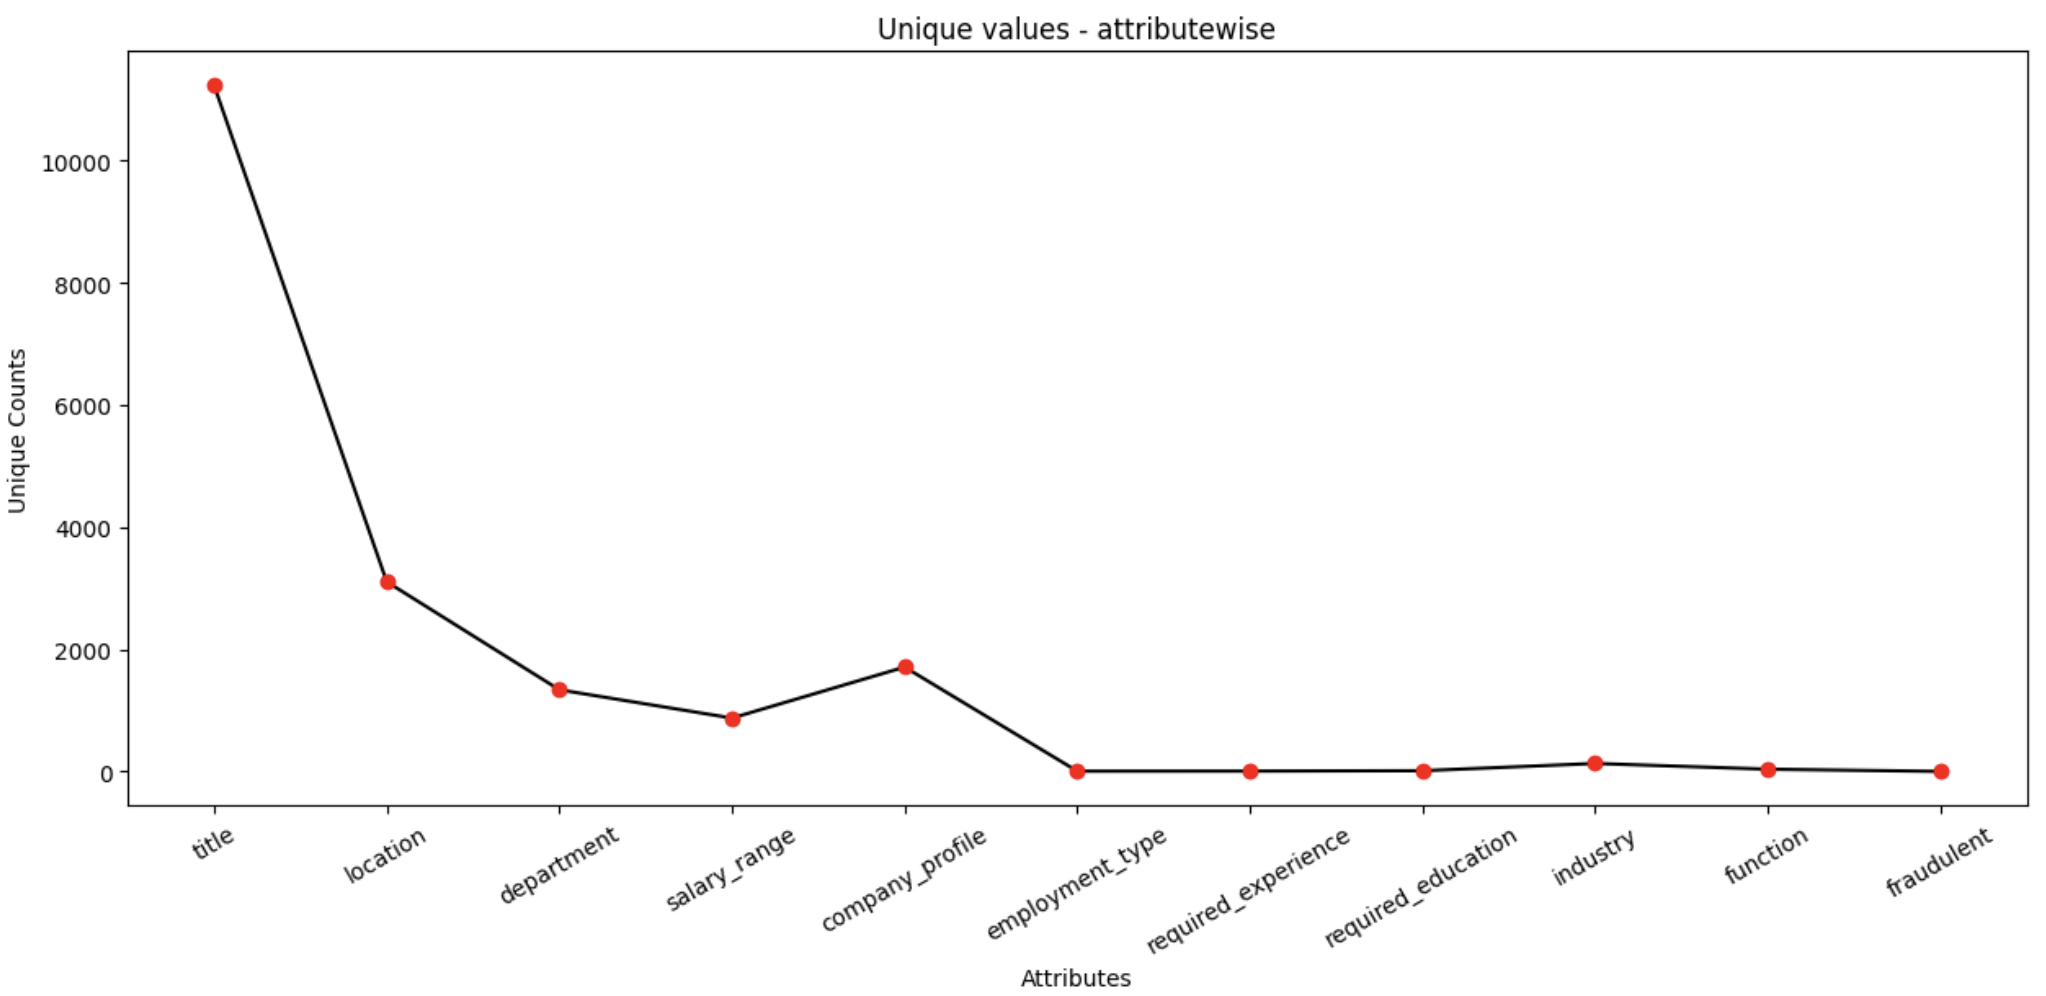 Unique values - attributewise
Unique Counts
10000
8000
6000
4000
2000
0
title
location
department
salary_range
company_profile
employment_type
required_experience
required_education
industry
function
fraudulent
Attributes